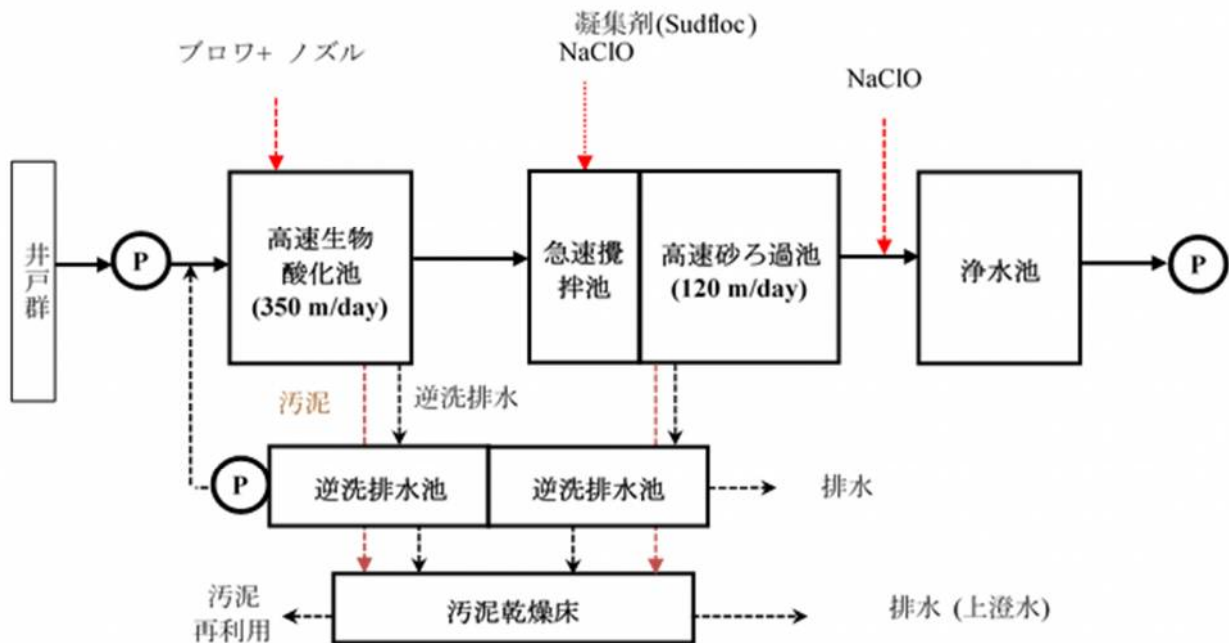 凝集剤(Sudfloc)
ブロワ+ ノズル
NaClO
NaClO
井戸群
P
高速生物
酸化池
(350 m/day)
急速攪
拌池
高速砂ろ過池
(120 m/day)
浄水池
P
汚泥
逆洗排水
P
逆洗排水池
逆洗排水池
排水
汚泥
再利用
汚泥乾燥床
排水 (上澄水)